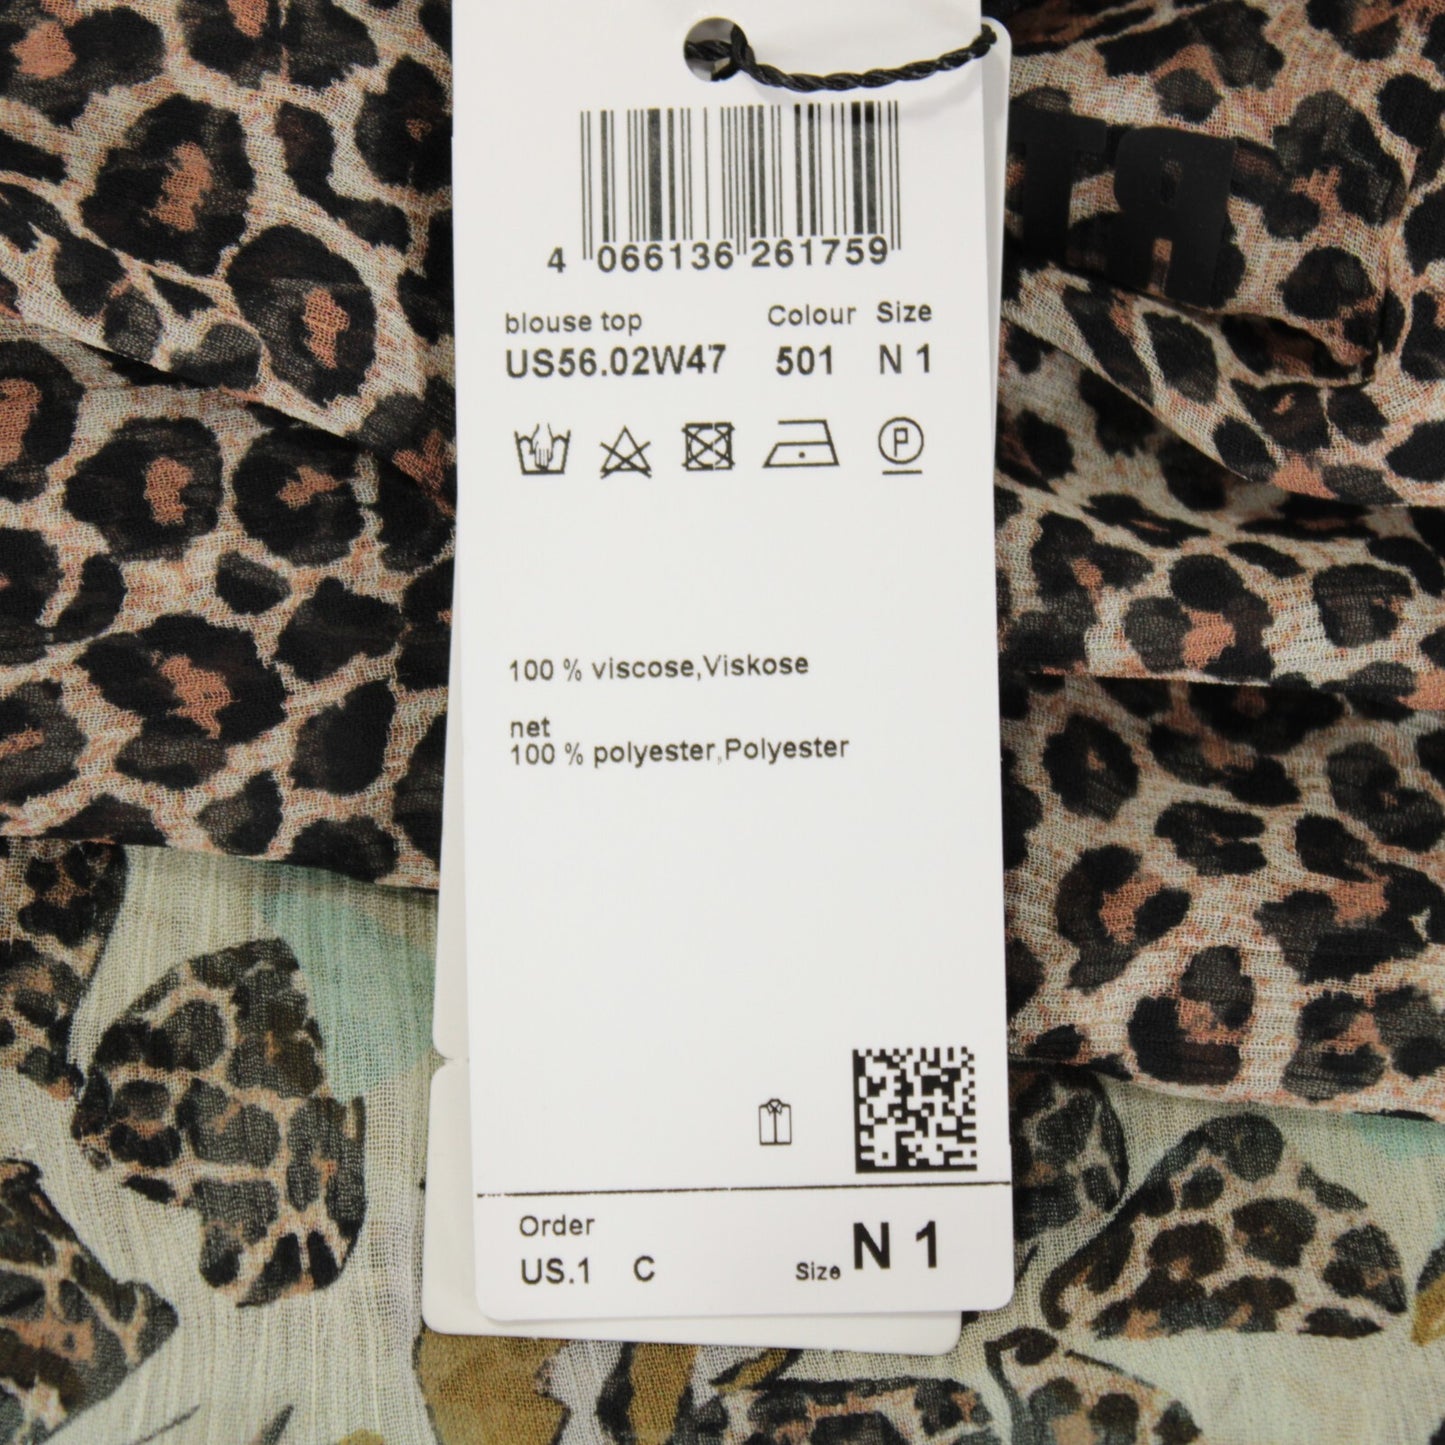 RT
4 066136 261759
blouse top Colour Size
US56.02W47 501 N 1
P
100 % viscose,Viskose
net
100 % polyester,Polyester
Order
US.1 C Size N 1